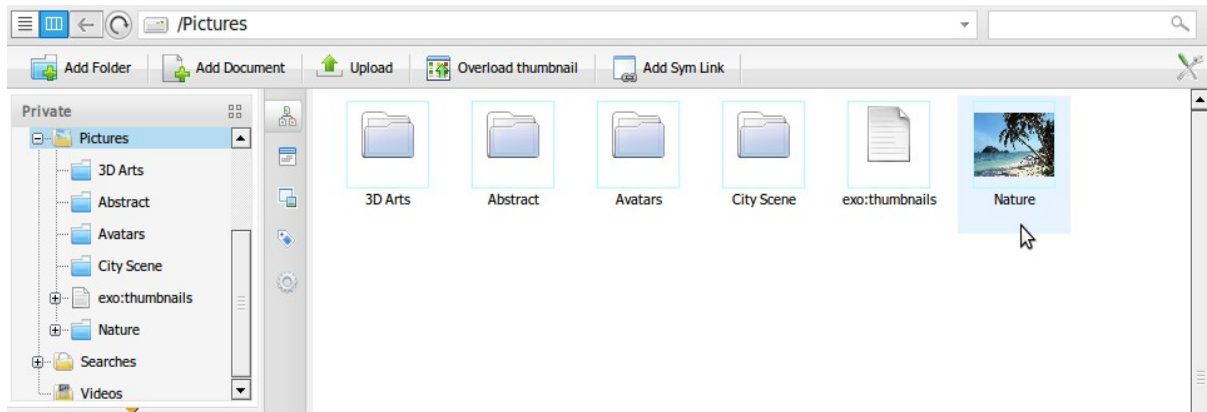 /Pictures
Add Folder Add Document Upload Overload thumbnail Add Sym Link
Private
Pictures
3D Arts
Abstract
Avatars
City Scene
exo:thumbnails
Nature
Searches
Videos
3D Arts Abstract Avatars City Scene exo:thumbnails Nature